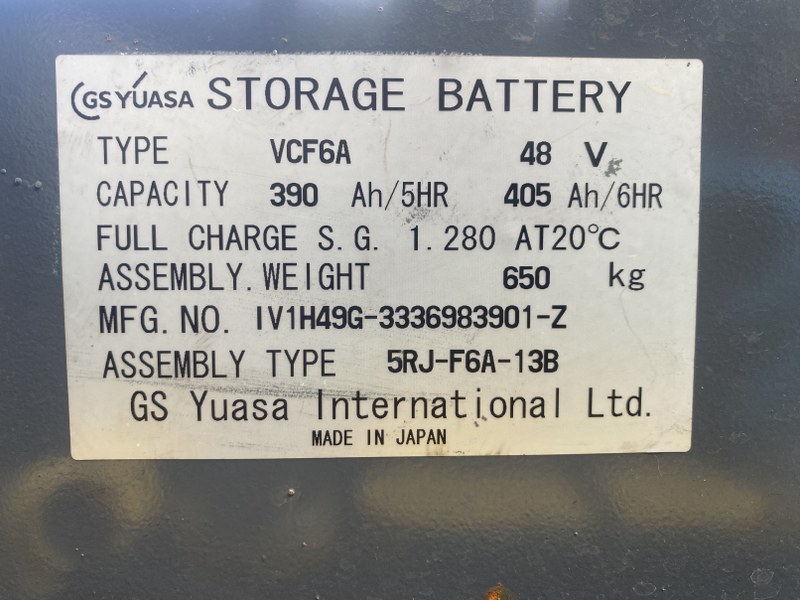 GS YUASA STORAGE BATTERY
TYPE VCF6A 48 V
CAPACITY 390 Ah/5HR 405 Ah/6HR
FULL CHARGE S.G. 1.280 AT20℃
ASSEMBLY.WEIGHT 650 kg
MFG.NO. IV1H49G-3336983901-Z
ASSEMBLY TYPE 5RJ-F6A-13B
GS Yuasa International Ltd.
MADE IN JAPAN